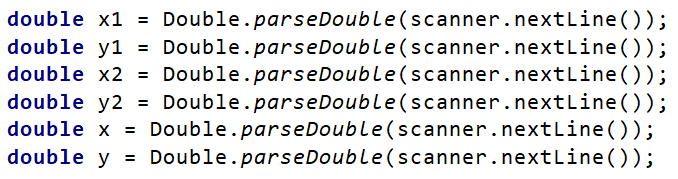 double x1 = Double.parseDouble(scanner.nextLine());
double y1 = Double.parseDouble(scanner.nextLine());
double x2 = Double.parseDouble(scanner.nextLine());
double y2 = Double.parseDouble(scanner.nextLine());
double x = Double.parseDouble(scanner.nextLine());
double y = Double.parseDouble(scanner.nextLine());